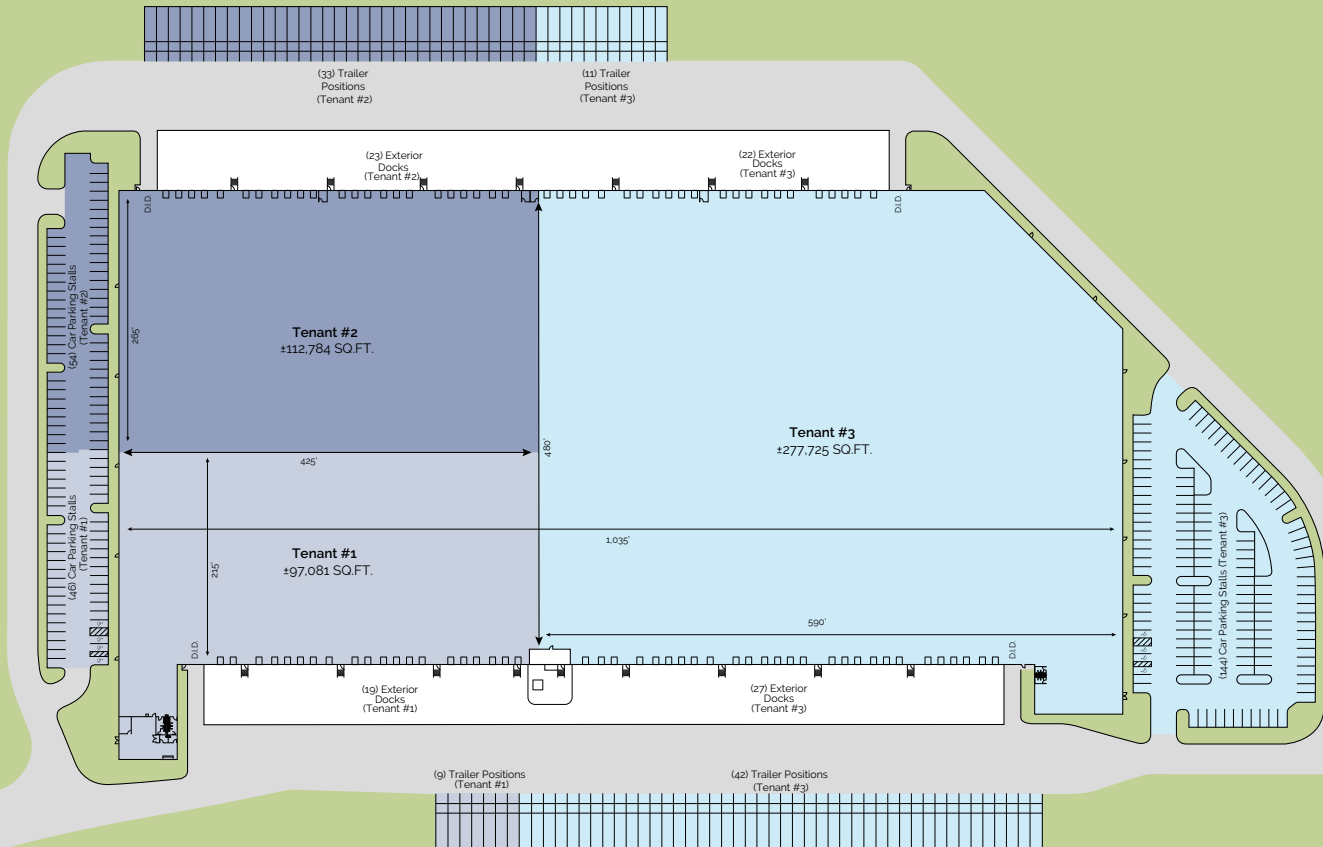 (33) Trailer
Positions
(Tenant #2)
(11) Trailer
Positions
(Tenant #3)
(23) Exterior
Docks
(Tenant #2)
(22) Exterior
Docks
(Tenant #3)
D.I.D.
D.I.D.
(54) Car Parking Stalls
(Tenant #2)
265'
Tenant #2
±112,784 SQ.FT.
Tenant #3
±277,725 SQ.FT.
480'
425'
(46) Car Parking Stalls
(Tenant #1)
1,035'
Tenant #1
±97,081 SQ.FT.
215'
590'
(144) Car Parking Stalls (Tenant #3)
D.I.D.
D.I.D.
(19) Exterior
Docks
(Tenant #1)
(27) Exterior
Docks
(Tenant #3)
(9) Trailer Positions
(Tenant #1)
(42) Trailer Positions
(Tenant #3)